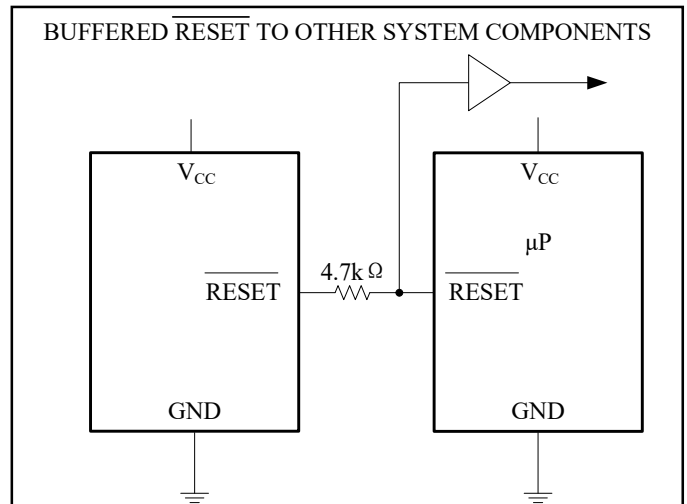 BUFFERED RESET TO OTHER SYSTEM COMPONENTS
VCC
RESET
GND
4.7k Ω
VCC
μP
RESET
GND